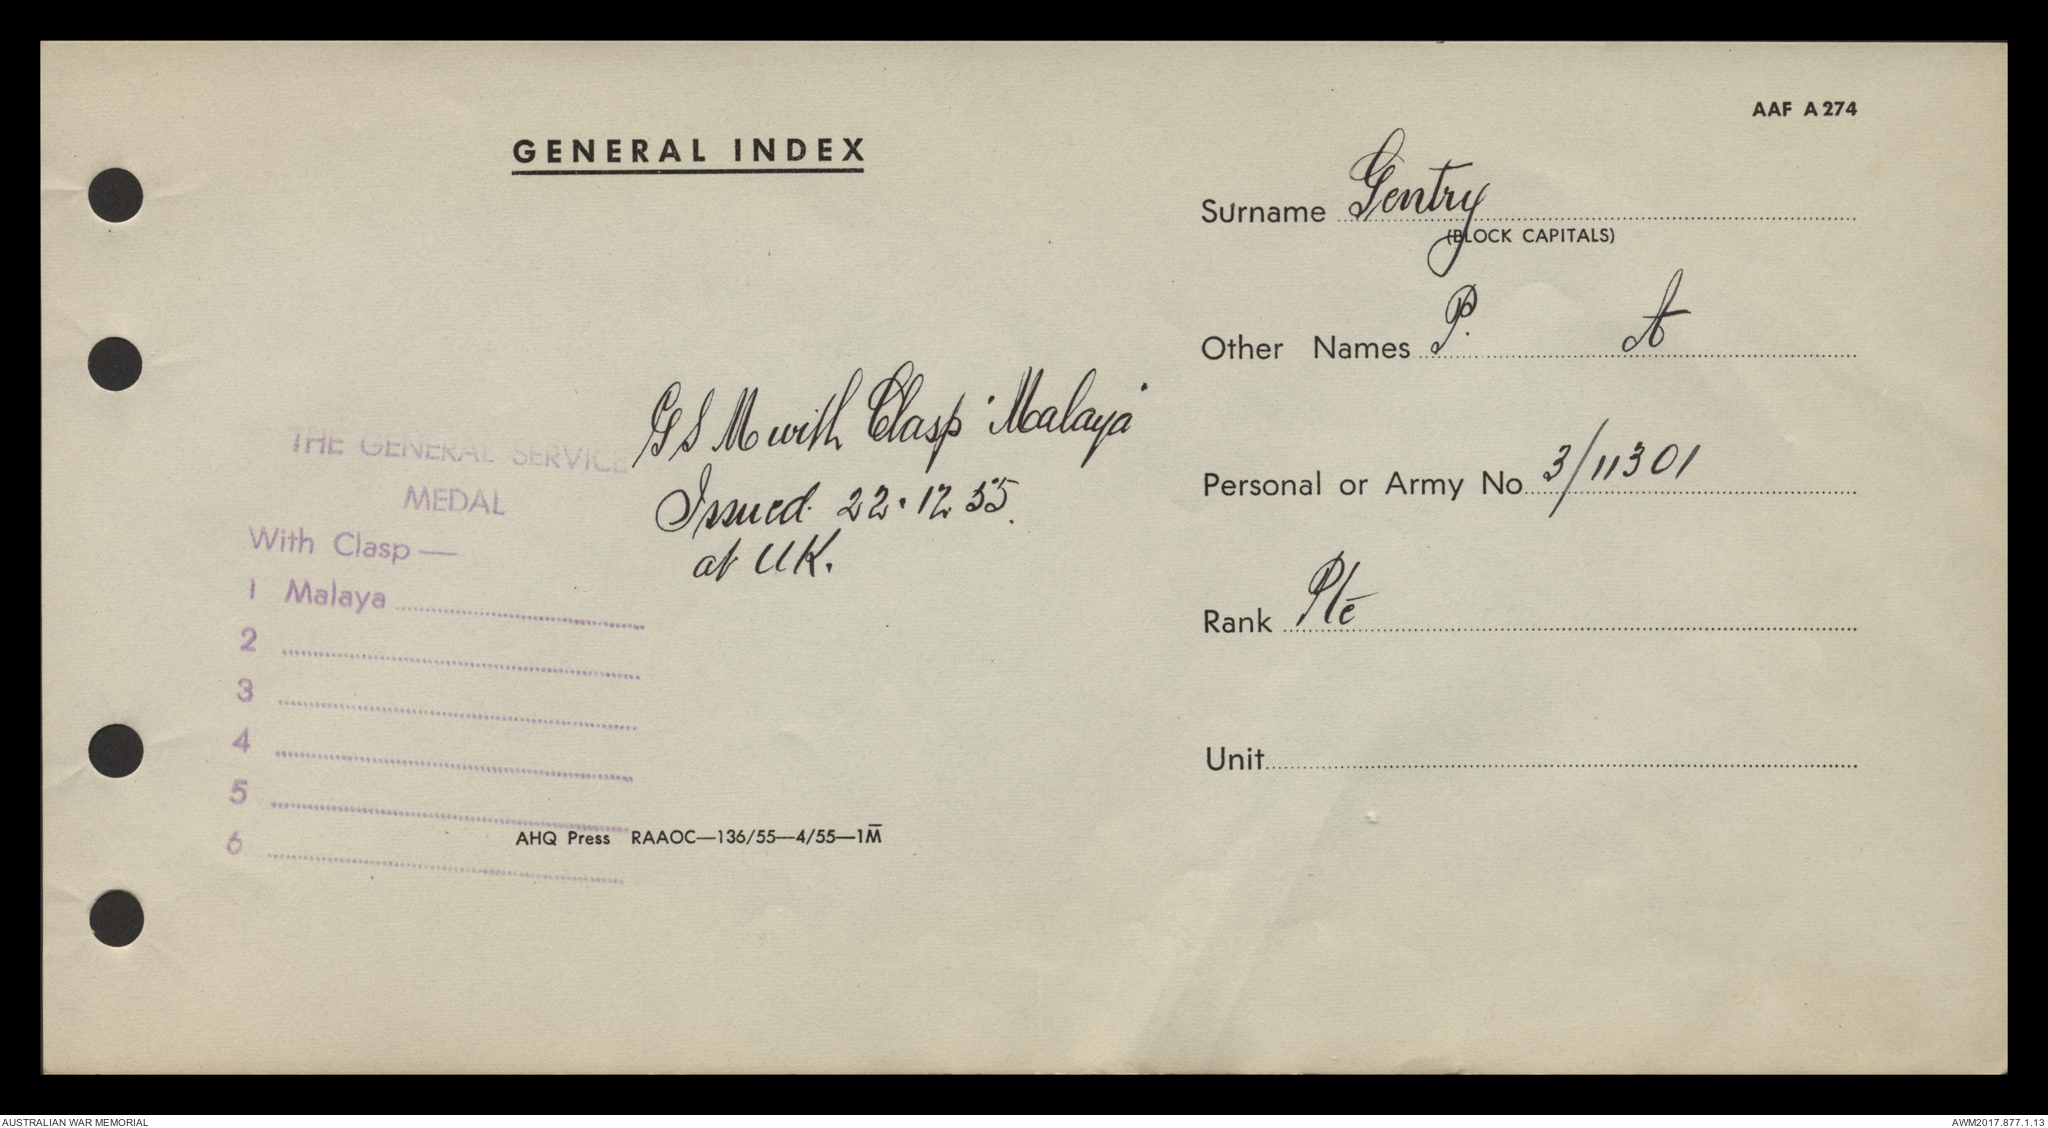 AAF A 274
GENERAL INDEX
Surname Gentry
(BLOCK CAPITALS)
Other Names P. A
Personal or Army No 3/11301
Rank Pte
Unit
GSM with Clasp "Malaya"
Issued 22.12.55.
at UK.
THE GENERAL SERVICE
MEDAL
With Clasp—
1 Malaya
2
3
4
5
6
AHQ Press RAAOC—136/55—4/55—1M
AUSTRALIAN WAR MEMORIAL
AWM2017.877.1.13